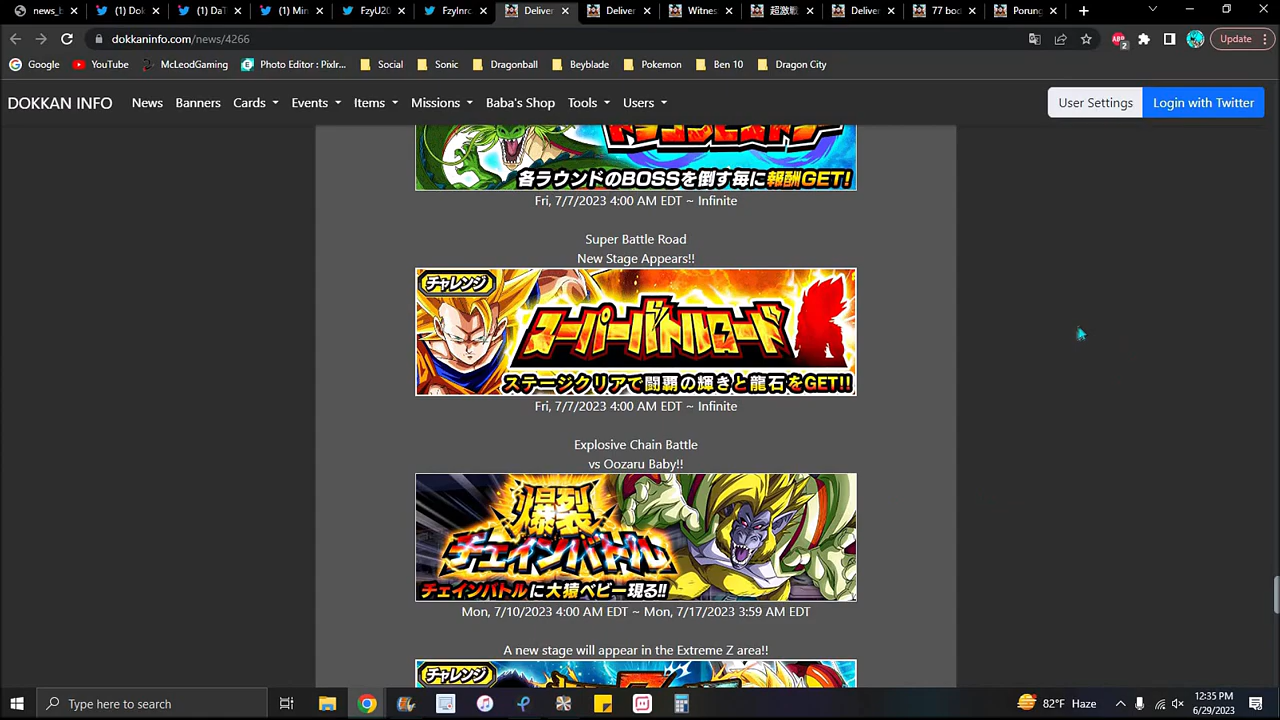 news_b
(1) Dok
(1) DaT
(1) Min
FzyU20
FzyInrc
Deliver
Deliver
Witnes
超激戦
Deliver
77 bod
Porung
dokkaninfo.com/news/4266
2
Update
Google
YouTube
McLeodGaming
Photo Editor : Pixlr...
Social
Sonic
Dragonball
Beyblade
Pokemon
Ben 10
Dragon City
DOKKAN INFO
News
Banners
Cards
Events
Items
Missions
Baba's Shop
Tools
Users
User Settings
Login with Twitter
各ラウンドのBOSSを倒す毎に報酬GET!
Fri, 7/7/2023 4:00 AM EDT ~ Infinite
Super Battle Road
New Stage Appears!!
チャレンジ
スーパーバトルロード
ステージクリアで闘覇の輝きと龍石をGET!!
Fri, 7/7/2023 4:00 AM EDT ~ Infinite
Explosive Chain Battle
vs Oozaru Baby!!
爆裂
チェインバトル
チェインバトルに大猿ベビー現る!!
Mon, 7/10/2023 4:00 AM EDT ~ Mon, 7/17/2023 3:59 AM EDT
A new stage will appear in the Extreme Z area!!
チャレンジ
Type here to search
82°F Haze
12:35 PM
6/29/2023